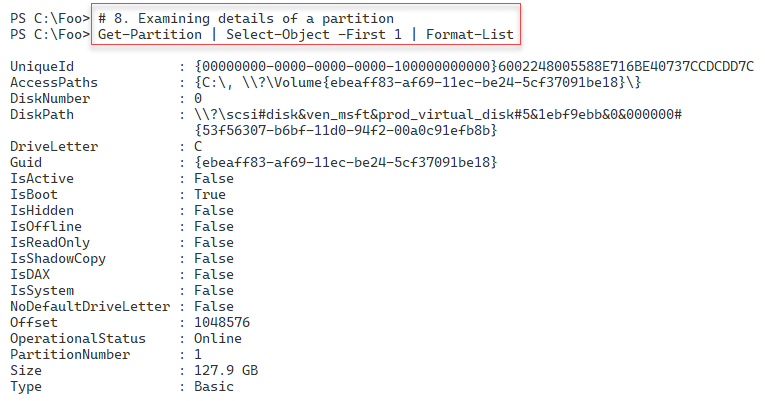 PS C:\Foo> # 8. Examining details of a partition
PS C:\Foo> Get-Partition | Select-Object -First 1 | Format-List
UniqueId : {00000000-0000-0000-0000-100000000000}6002248005588E716BE40737CCDCDD7C
AccessPaths : {C:\, \\?\Volume{ebeaff83-af69-11ec-be24-5cf37091be18}\}
DiskNumber : 0
DiskPath : \\?\scsi#disk&ven_msft&prod_virtual_disk#5&1ebf9ebb&0&000000#
{53f56307-b6bf-11d0-94f2-00a0c91efb8b}
DriveLetter : C
Guid : {ebeaff83-af69-11ec-be24-5cf37091be18}
IsActive : False
IsBoot : True
IsHidden : False
IsOffline : False
IsReadOnly : False
IsShadowCopy : False
IsDAX : False
IsSystem : False
NoDefaultDriveLetter : False
Offset : 1048576
OperationalStatus : Online
PartitionNumber : 1
Size : 127.9 GB
Type : Basic